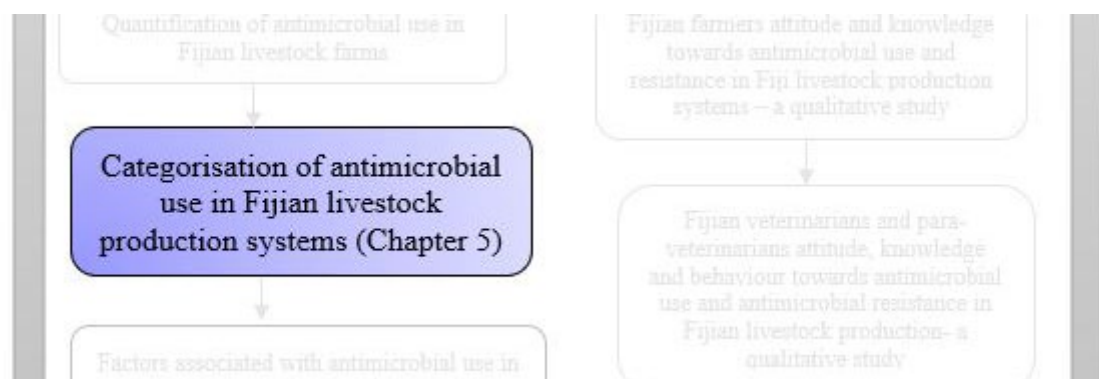 Quantification of antimicrobial use in
Fijian livestock farms
Categorisation of antimicrobial
use in Fijian livestock
production systems (Chapter 5)
Factors associated with antimicrobial use in
Fijian farmers attitude and knowledge
towards antimicrobial use and
resistance in Fiji livestock production
systems – a qualitative study
Fijian veterinarians and para-
veterinarians attitude, knowledge
and behaviour towards antimicrobial
use and antimicrobial resistance in
Fijian livestock production- a
qualitative study